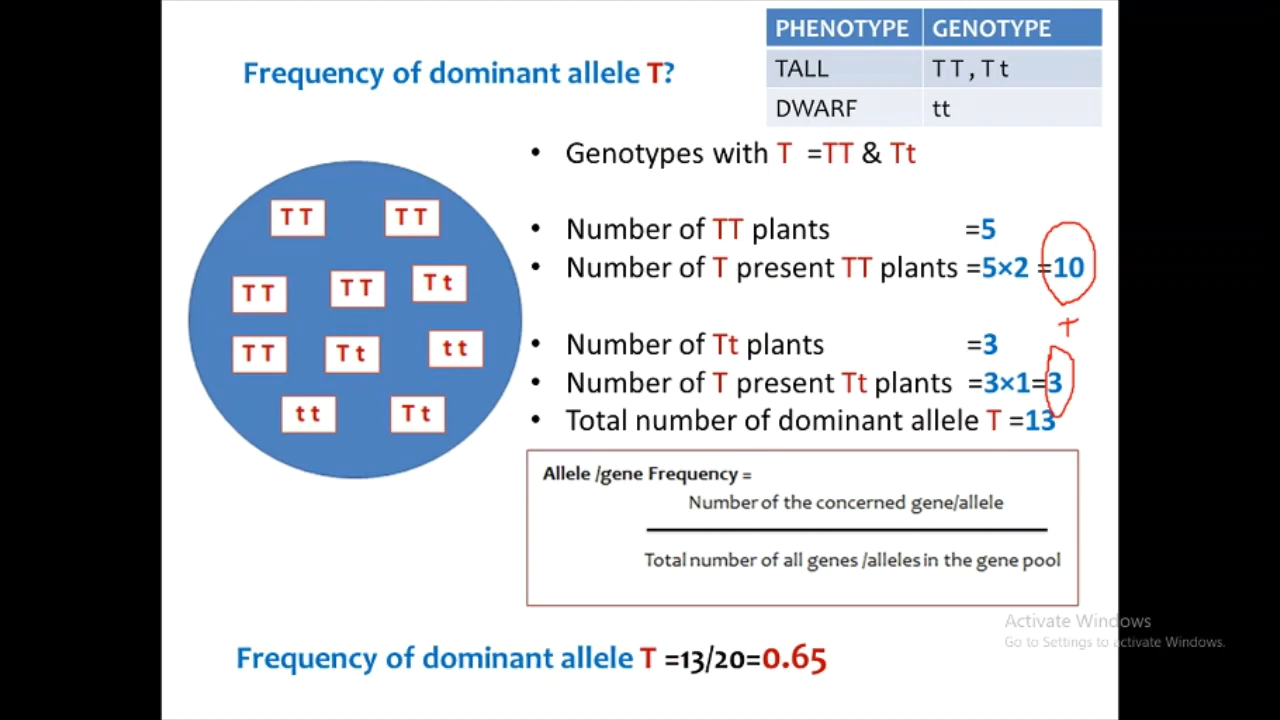 PHENOTYPE GENOTYPE
TALL T T , T t
DWARF tt
Frequency of dominant allele T?
• Genotypes with T =TT & Tt
• Number of TT plants =5
• Number of T present TT plants =5×2 =10
+
• Number of Tt plants =3
• Number of T present Tt plants =3×1=3
• Total number of dominant allele T =13
T T T T
T T T T T t
T T T t t t
t t T t
Allele /gene Frequency =
Number of the concerned gene/allele
Total number of all genes /alleles in the gene pool
Activate Windows
Go to Settings to activate Windows.
Frequency of dominant allele T =13/20=0.65